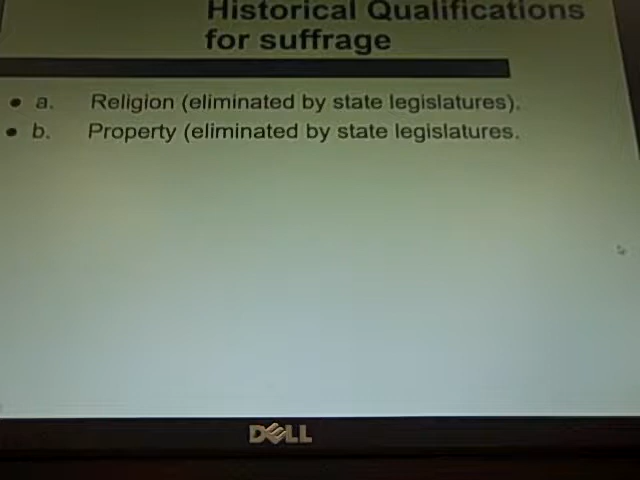 Historical Qualifications
for suffrage
• a. Religion (eliminated by state legislatures).
• b. Property (eliminated by state legislatures.
DELL